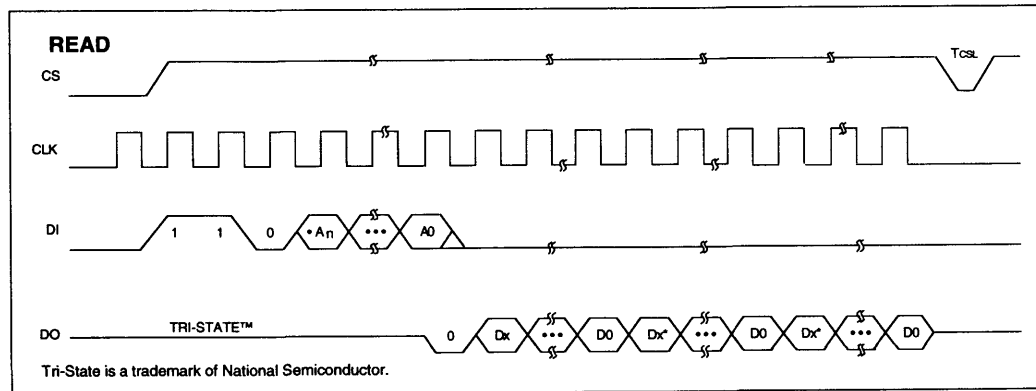 READ
CS
TCSL
CLK
DI
1 1 0 •An ••• A0
DO
TRI-STATE™
0 Dx ••• D0 Dx* ••• D0 Dx* ••• D0
Tri-State is a trademark of National Semiconductor.